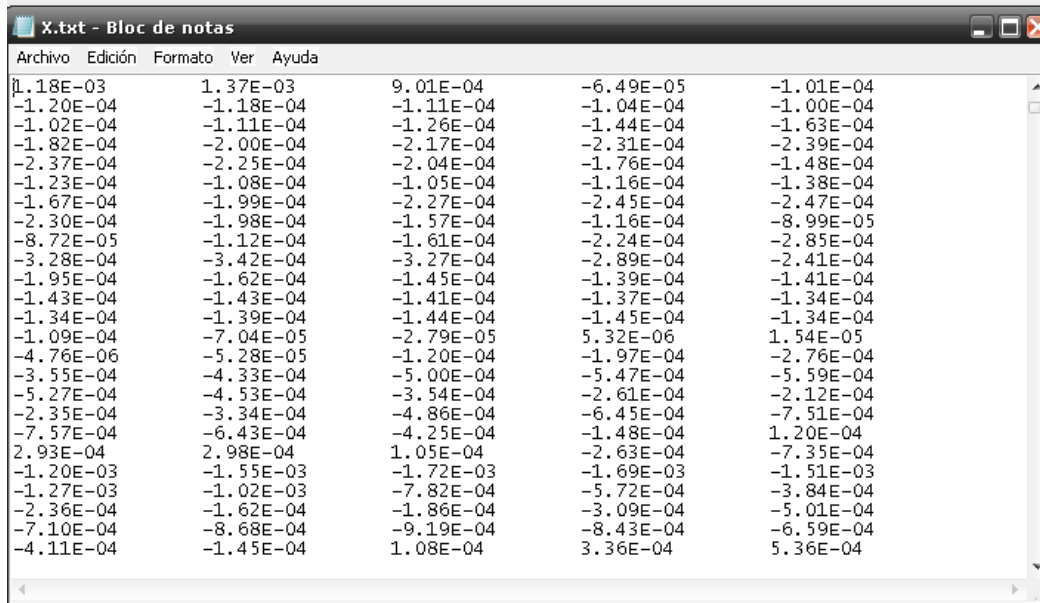 X.txt - Bloc de notas
Archivo Edición Formato Ver Ayuda
1.18E-03 1.37E-03 9.01E-04 -6.49E-05 -1.01E-04
-1.20E-04 -1.18E-04 -1.11E-04 -1.04E-04 -1.00E-04
-1.02E-04 -1.11E-04 -1.26E-04 -1.44E-04 -1.63E-04
-1.82E-04 -2.00E-04 -2.17E-04 -2.31E-04 -2.39E-04
-2.37E-04 -2.25E-04 -2.04E-04 -1.76E-04 -1.48E-04
-1.23E-04 -1.08E-04 -1.05E-04 -1.16E-04 -1.38E-04
-1.67E-04 -1.99E-04 -2.27E-04 -2.45E-04 -2.47E-04
-2.30E-04 -1.98E-04 -1.57E-04 -1.16E-04 -8.99E-05
-8.72E-05 -1.12E-04 -1.61E-04 -2.24E-04 -2.85E-04
-3.28E-04 -3.42E-04 -3.27E-04 -2.89E-04 -2.41E-04
-1.95E-04 -1.62E-04 -1.45E-04 -1.39E-04 -1.41E-04
-1.43E-04 -1.43E-04 -1.41E-04 -1.37E-04 -1.34E-04
-1.34E-04 -1.39E-04 -1.44E-04 -1.45E-04 -1.34E-04
-1.09E-04 -7.04E-05 -2.79E-05 5.32E-06 1.54E-05
-4.76E-06 -5.28E-05 -1.20E-04 -1.97E-04 -2.76E-04
-3.55E-04 -4.33E-04 -5.00E-04 -5.47E-04 -5.59E-04
-5.27E-04 -4.53E-04 -3.54E-04 -2.61E-04 -2.12E-04
-2.35E-04 -3.34E-04 -4.86E-04 -6.45E-04 -7.51E-04
-7.57E-04 -6.43E-04 -4.25E-04 -1.48E-04 1.20E-04
2.93E-04 2.98E-04 1.05E-04 -2.63E-04 -7.35E-04
-1.20E-03 -1.55E-03 -1.72E-03 -1.69E-03 -1.51E-03
-1.27E-03 -1.02E-03 -7.82E-04 -5.72E-04 -3.84E-04
-2.36E-04 -1.62E-04 -1.86E-04 -3.09E-04 -5.01E-04
-7.10E-04 -8.68E-04 -9.19E-04 -8.43E-04 -6.59E-04
-4.11E-04 -1.45E-04 1.08E-04 3.36E-04 5.36E-04